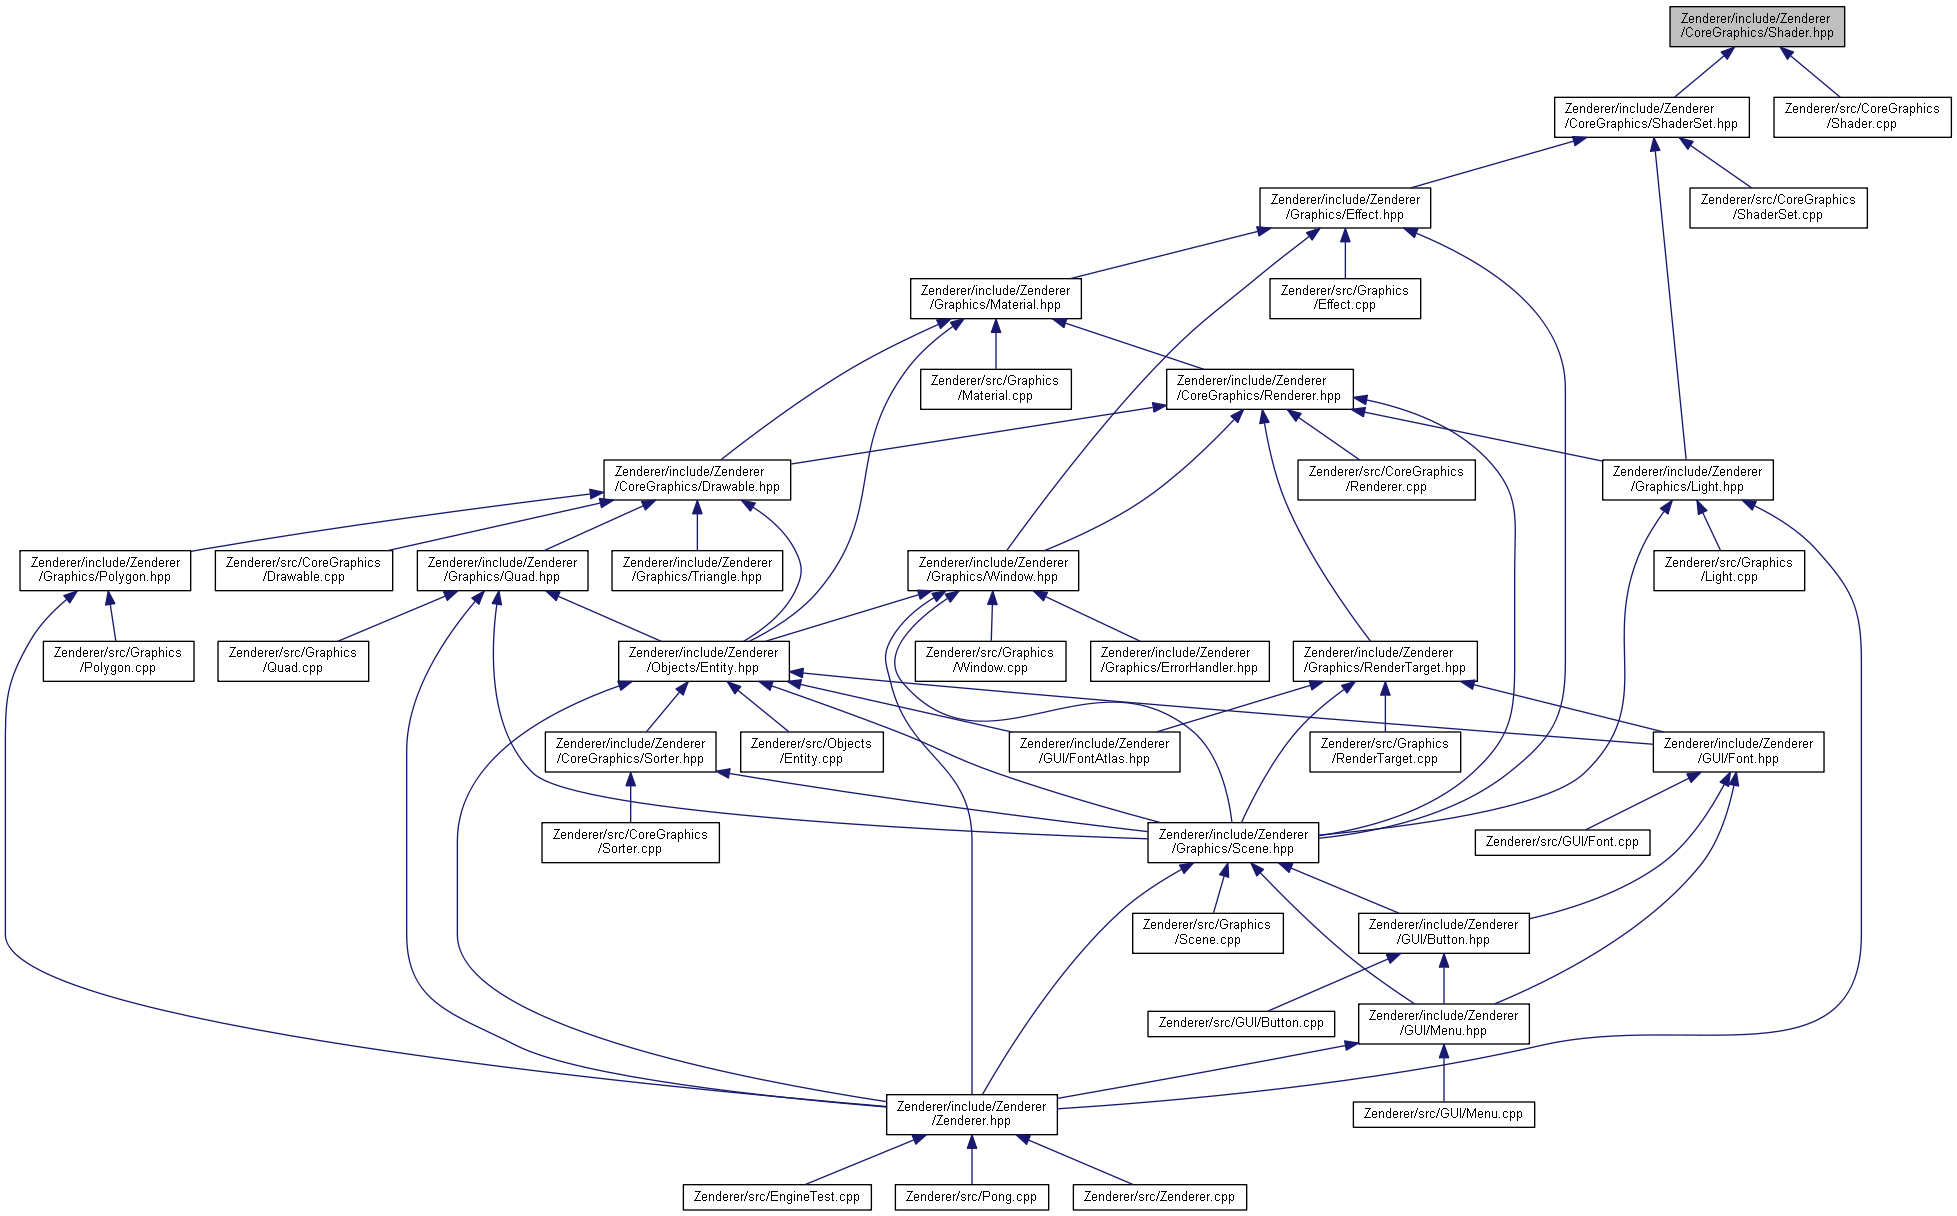 Zenderer/include/Zenderer
/CoreGraphics/Shader.hpp
Zenderer/include/Zenderer
/CoreGraphics/ShaderSet.hpp
Zenderer/src/CoreGraphics
/Shader.cpp
Zenderer/include/Zenderer
/Graphics/Effect.hpp
Zenderer/src/CoreGraphics
/ShaderSet.cpp
Zenderer/include/Zenderer
/Graphics/Material.hpp
Zenderer/src/Graphics
/Effect.cpp
Zenderer/src/Graphics
/Material.cpp
Zenderer/include/Zenderer
/CoreGraphics/Renderer.hpp
Zenderer/include/Zenderer
/CoreGraphics/Drawable.hpp
Zenderer/src/CoreGraphics
/Renderer.cpp
Zenderer/include/Zenderer
/Graphics/Light.hpp
Zenderer/include/Zenderer
/Graphics/Polygon.hpp
Zenderer/src/CoreGraphics
/Drawable.cpp
Zenderer/include/Zenderer
/Graphics/Quad.hpp
Zenderer/include/Zenderer
/Graphics/Triangle.hpp
Zenderer/include/Zenderer
/Graphics/Window.hpp
Zenderer/src/Graphics
/Light.cpp
Zenderer/src/Graphics
/Polygon.cpp
Zenderer/src/Graphics
/Quad.cpp
Zenderer/include/Zenderer
/Objects/Entity.hpp
Zenderer/src/Graphics
/Window.cpp
Zenderer/include/Zenderer
/Graphics/ErrorHandler.hpp
Zenderer/include/Zenderer
/Graphics/RenderTarget.hpp
Zenderer/include/Zenderer
/CoreGraphics/Sorter.hpp
Zenderer/src/Objects
/Entity.cpp
Zenderer/include/Zenderer
/GUI/FontAtlas.hpp
Zenderer/src/Graphics
/RenderTarget.cpp
Zenderer/include/Zenderer
/GUI/Font.hpp
Zenderer/src/CoreGraphics
/Sorter.cpp
Zenderer/include/Zenderer
/Graphics/Scene.hpp
Zenderer/src/GUI/Font.cpp
Zenderer/src/Graphics
/Scene.cpp
Zenderer/include/Zenderer
/GUI/Button.hpp
Zenderer/src/GUI/Button.cpp
Zenderer/include/Zenderer
/GUI/Menu.hpp
Zenderer/include/Zenderer
/Zenderer.hpp
Zenderer/src/GUI/Menu.cpp
Zenderer/src/EngineTest.cpp
Zenderer/src/Pong.cpp
Zenderer/src/Zenderer.cpp